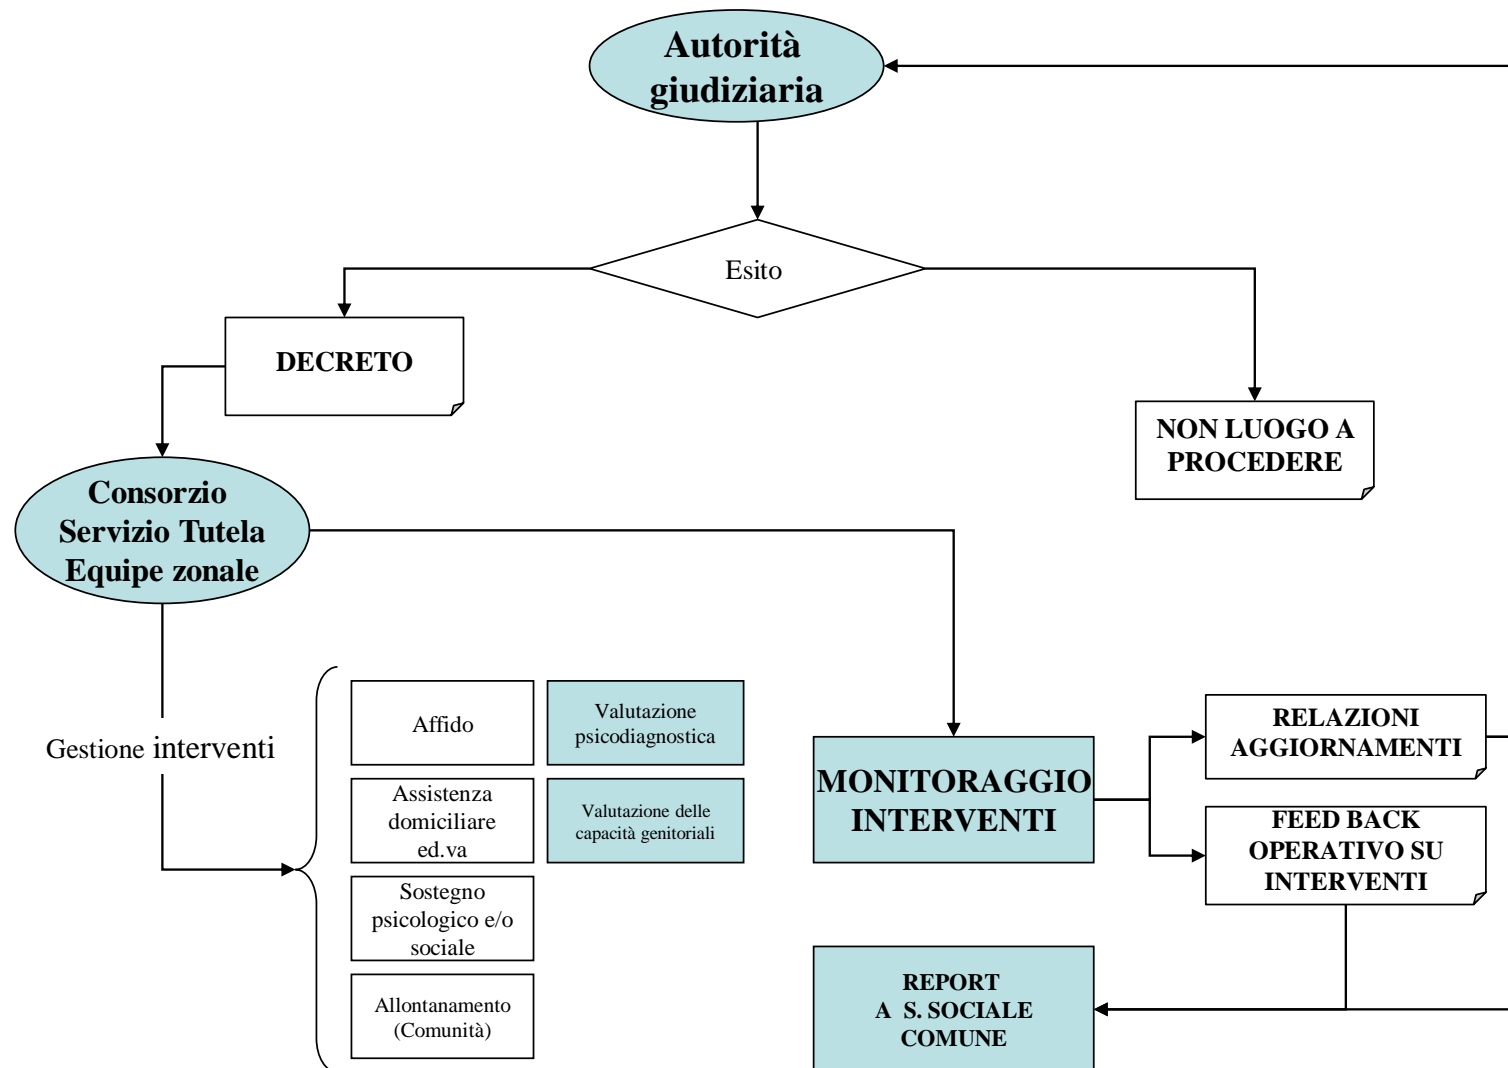 Autorità
giudiziaria
Esito
DECRETO
NON LUOGO A
PROCEDERE
Consorzio
Servizio Tutela
Equipe zonale
Gestione interventi
Affido
Valutazione
psicodiagnostica
Assistenza
domiciliare
ed.va
Valutazione delle
capacità genitoriali
Sostegno
psicologico e/o
sociale
Allontanamento
(Comunità)
MONITORAGGIO
INTERVENTI
RELAZIONI
AGGIORNAMENTI
FEED BACK
OPERATIVO SU
INTERVENTI
REPORT
A S. SOCIALE
COMUNE